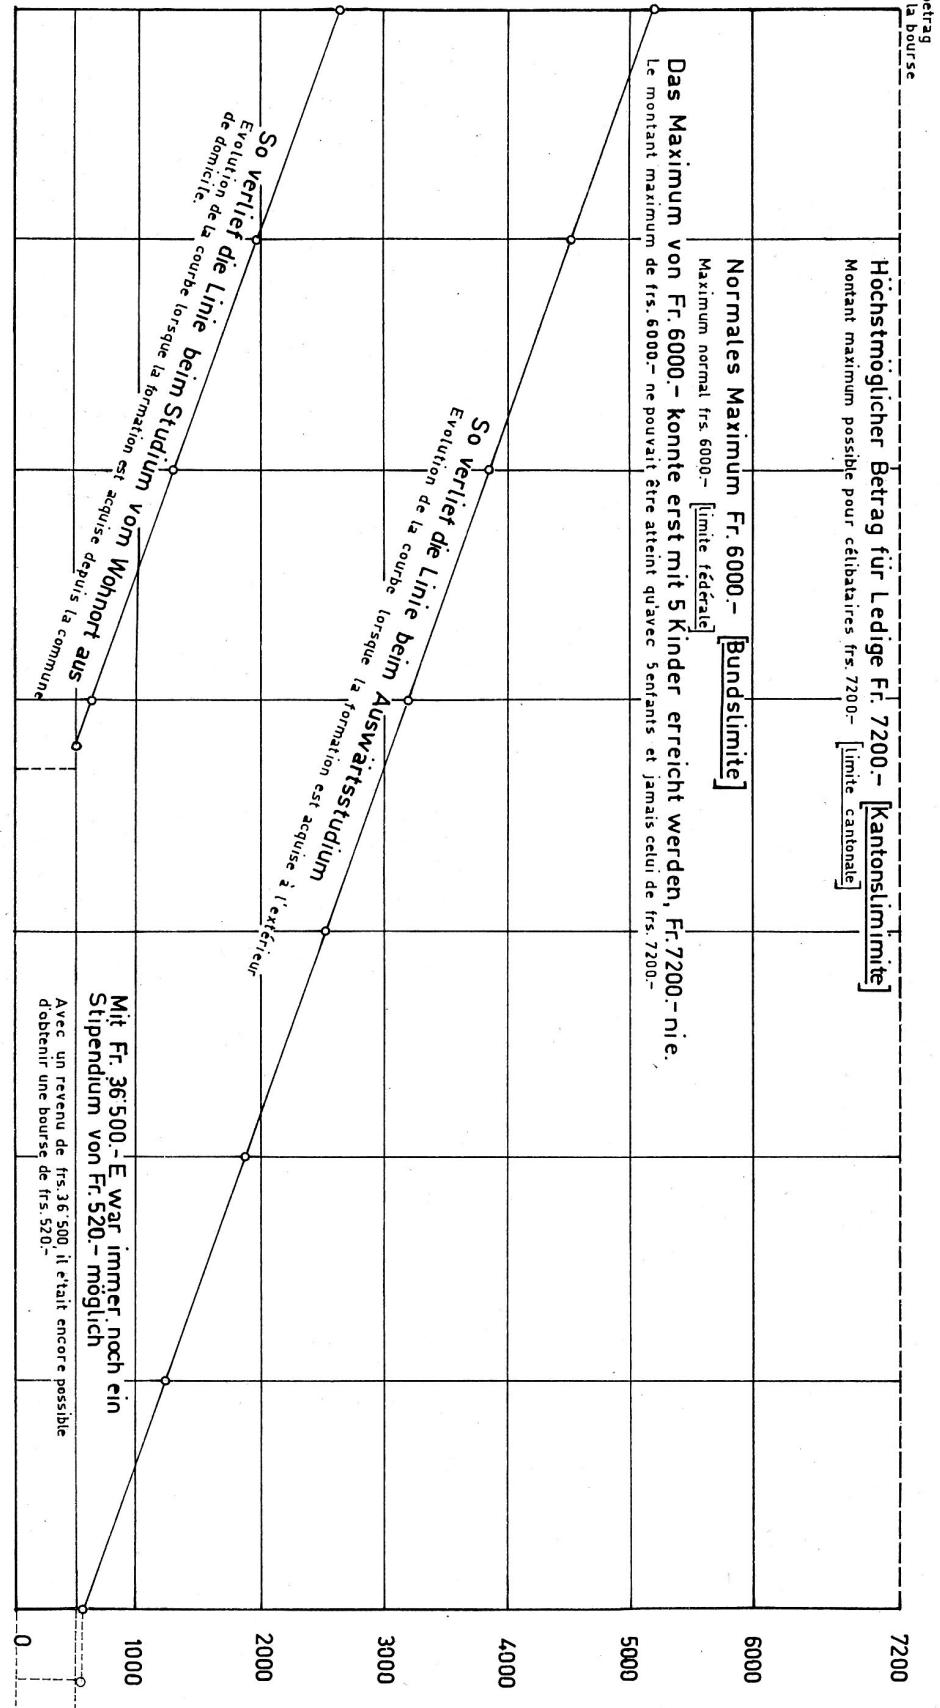 betrag
la bourse
7200
Höchstmöglicher Betrag für Ledige Fr. 7200.- [Kantonslimimite]
Montant maximum possible pour célibataires frs. 7200.- [limite cantonale]
6000
Normales Maximum Fr. 6000.- [Bundslimite]
Maximum normal frs. 6000.- [limite fédérale]
Das Maximum von Fr. 6000.- konnte erst mit 5 Kinder erreicht werden, Fr. 7200.- nie.
Le montant maximum de frs. 6000.- ne pouvait être atteint qu'avec 5 enfants et jamais celui de frs. 7200.-
5000
4000
So verlief die Linie beim Auswärtsstudium
Evolution de la courbe lorsque la formation est acquise à l'extérieur
3000
2000
So verlief die Linie beim Studium vom Wohnort aus
Evolution de la courbe lorsque la formation est acquise depuis la commune
de domicile.
1000
Mit Fr. 36'500.- E war immer noch ein
Stipendium von Fr. 520.- möglich
Avec un revenu de frs. 36'500, il e'tait encore possible
d'obtenir une bourse de frs. 520.-
0